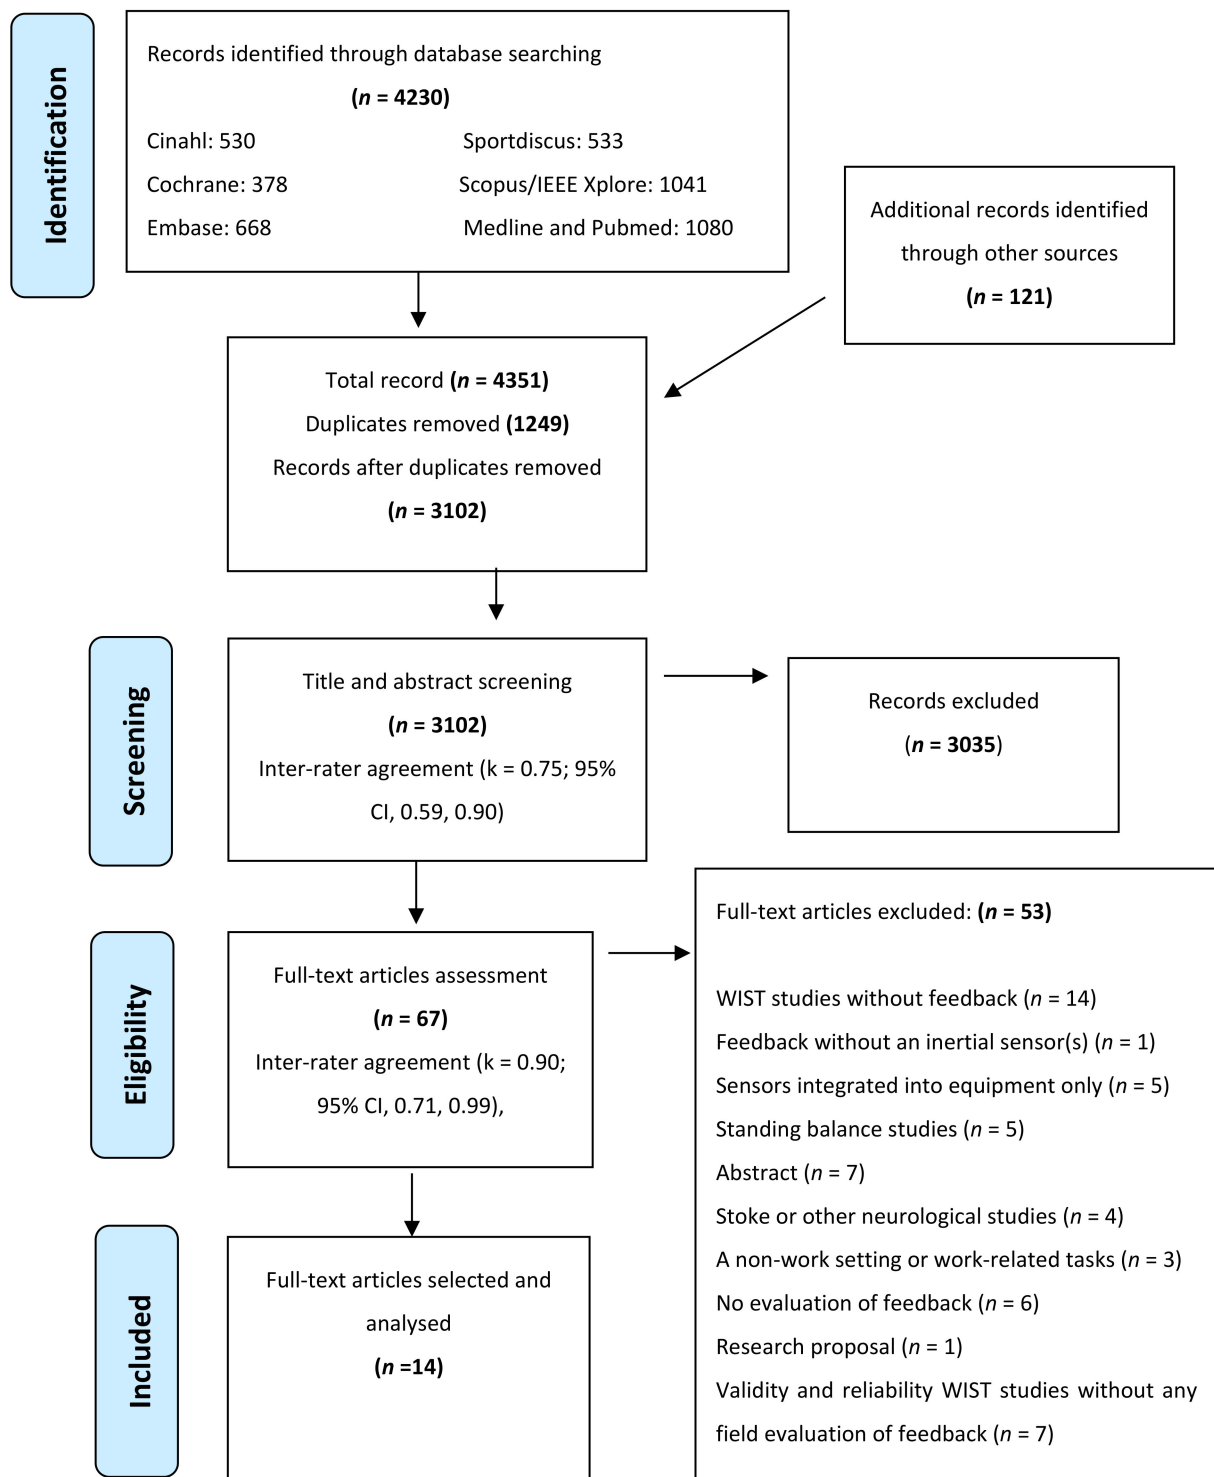 Identification
Records identified through database searching
(n = 4230)
Cinahl: 530 Sportdiscus: 533
Cochrane: 378 Scopus/IEEE Xplore: 1041
Embase: 668 Medline and Pubmed: 1080
Additional records identified
through other sources
(n = 121)
Total record (n = 4351)
Duplicates removed (1249)
Records after duplicates removed
(n = 3102)
Screening
Title and abstract screening
(n = 3102)
Inter-rater agreement (k = 0.75; 95%
CI, 0.59, 0.90)
Records excluded
(n = 3035)
Eligibility
Full-text articles assessment
(n = 67)
Inter-rater agreement (k = 0.90;
95% CI, 0.71, 0.99),
Full-text articles excluded: (n = 53)
WIST studies without feedback (n = 14)
Feedback without an inertial sensor(s) (n = 1)
Sensors integrated into equipment only (n = 5)
Standing balance studies (n = 5)
Abstract (n = 7)
Stoke or other neurological studies (n = 4)
A non-work setting or work-related tasks (n = 3)
No evaluation of feedback (n = 6)
Research proposal (n = 1)
Validity and reliability WIST studies without any
field evaluation of feedback (n = 7)
Included
Full-text articles selected and
analysed
(n =14)